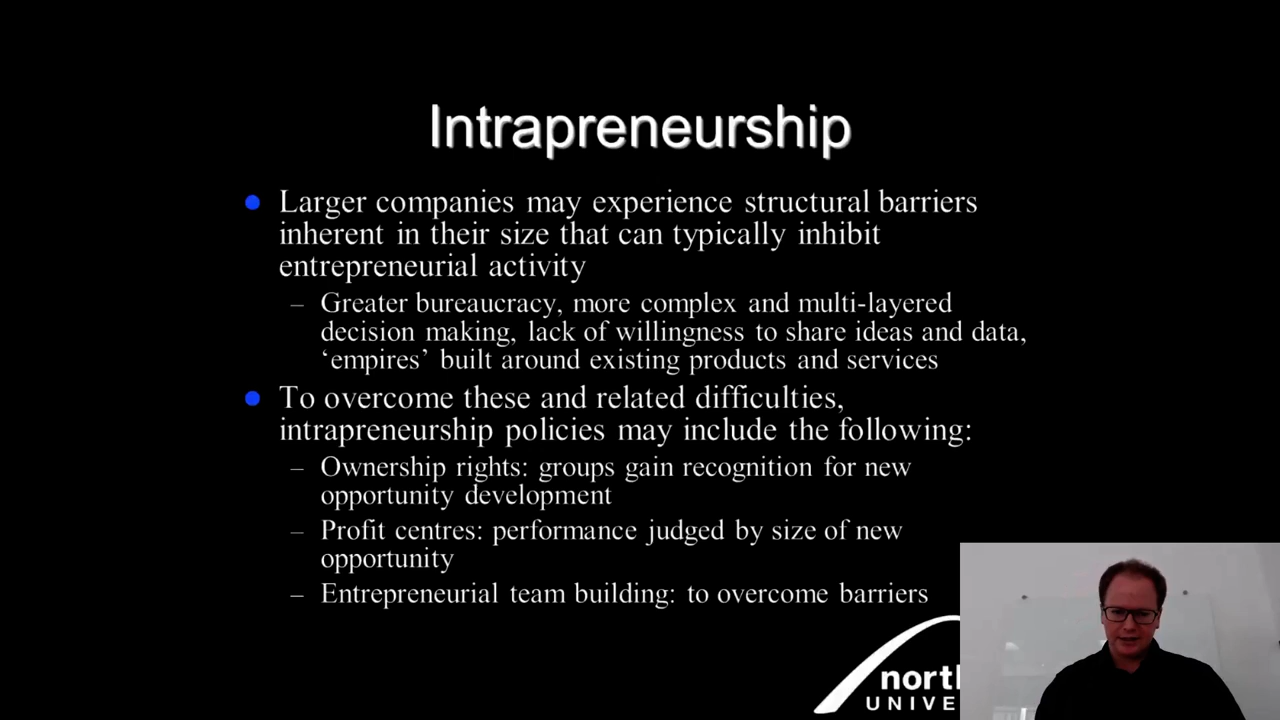 Intrapreneurship
Larger companies may experience structural barriers
inherent in their size that can typically inhibit
entrepreneurial activity
– Greater bureaucracy, more complex and multi-layered
decision making, lack of willingness to share ideas and data,
‘empires’ built around existing products and services
To overcome these and related difficulties,
intrapreneurship policies may include the following:
– Ownership rights: groups gain recognition for new
opportunity development
– Profit centres: performance judged by size of new
opportunity
– Entrepreneurial team building: to overcome barriers